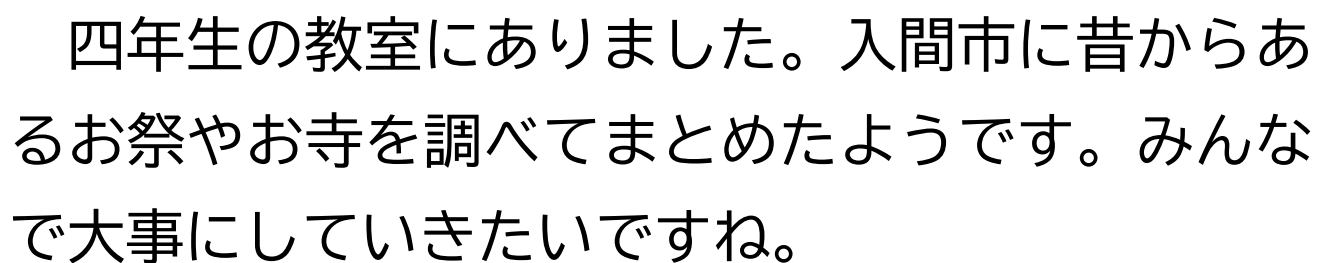 四年生の教室にありました。入間市に昔からあ
るお祭やお寺を調べてまとめたようです。みんな
で大事にしていきたいですね。